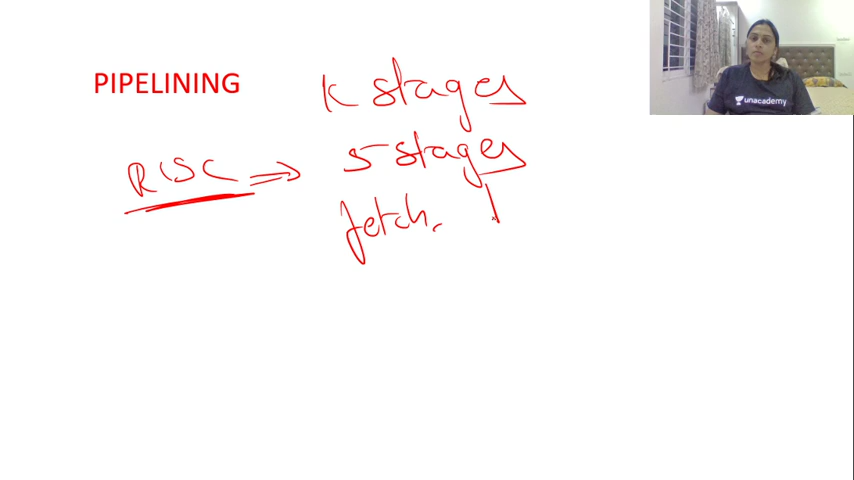 PIPELINING
K stages
RISC => 5-stages
fetch,
unacademy